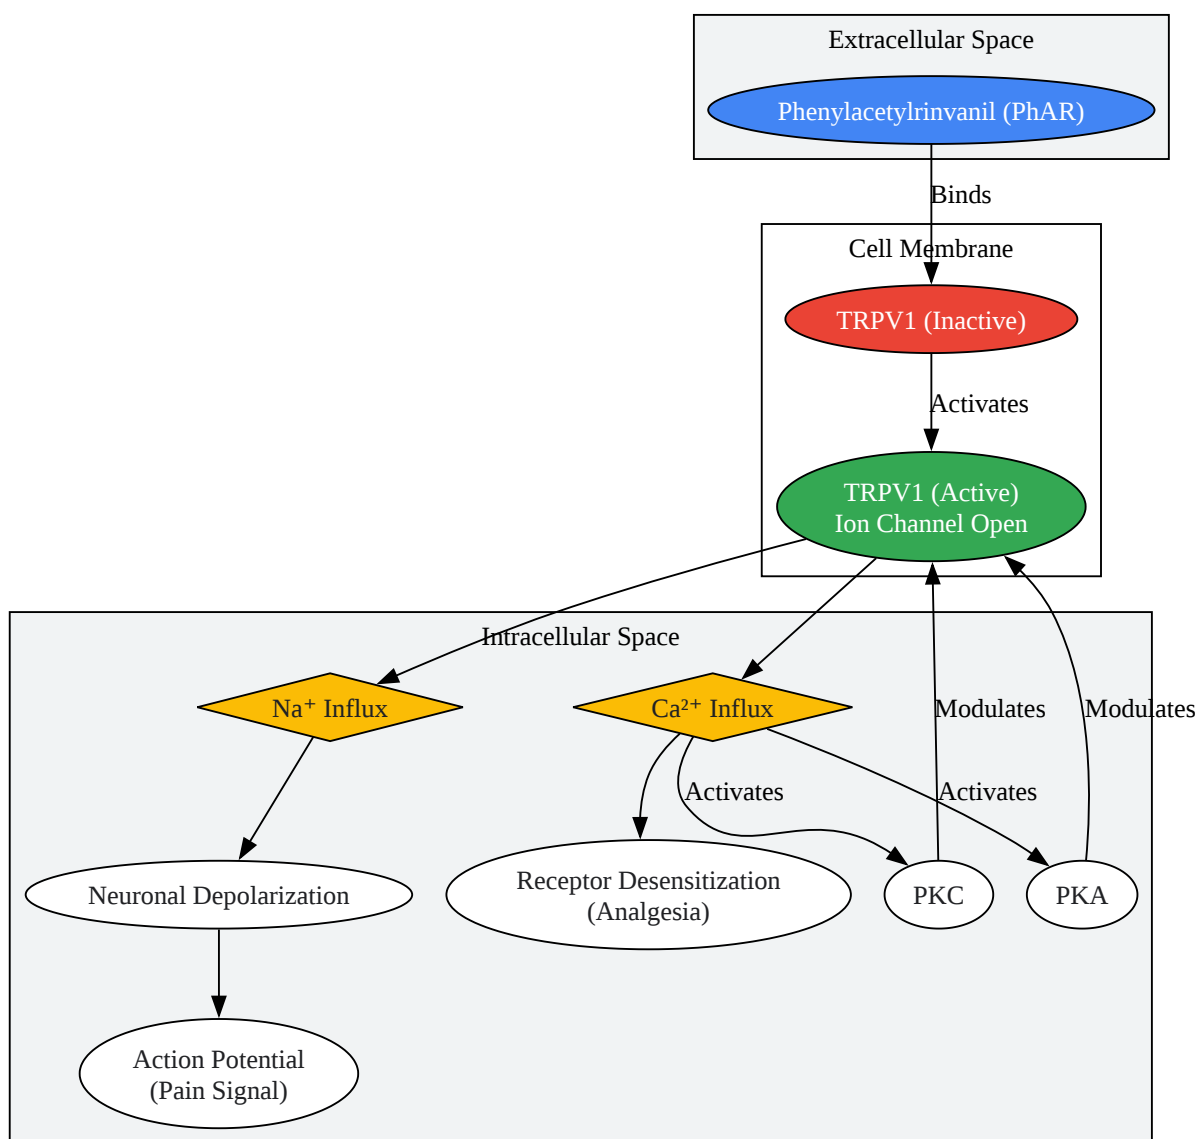 Extracellular Space
Phenylacetylrinvanil (PhAR)
Binds
Cell Membrane
TRPV1 (Inactive)
Activates
TRPV1 (Active)
Ion Channel Open
Intracellular Space
Na⁺ Influx
Ca²⁺ Influx
Modulates
Modulates
Activates
Activates
Neuronal Depolarization
Receptor Desensitization
(Analgesia)
PKC
PKA
Action Potential
(Pain Signal)